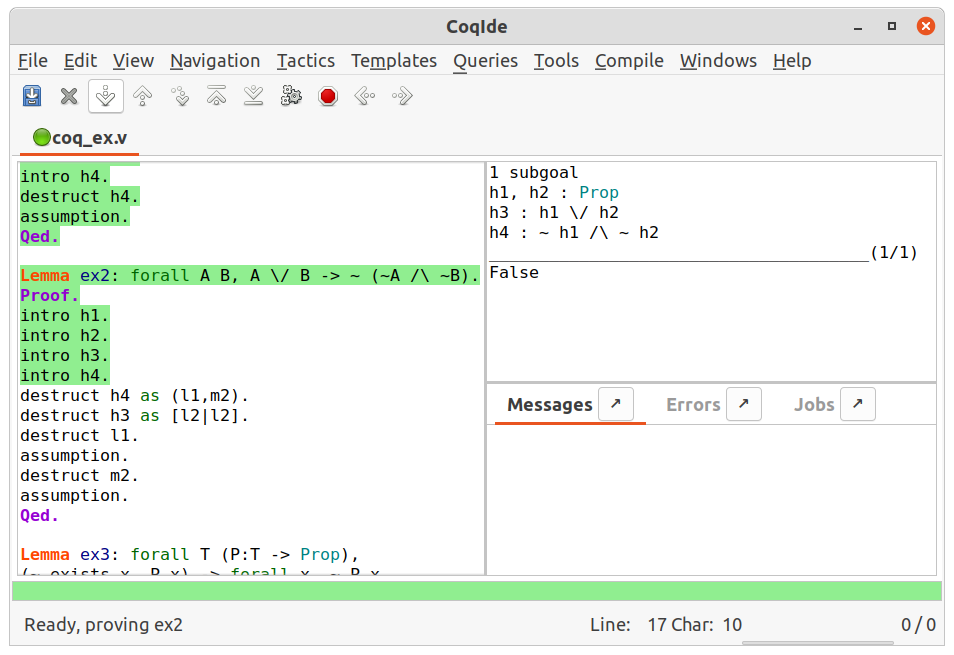 CoqIde
File Edit View Navigation Tactics Templates Queries Tools Compile Windows Help
coq_ex.v
intro h4.
destruct h4.
assumption.
Qed.
Lemma ex2: forall A B, A \/ B -> ~ (~A /\ ~B).
Proof.
intro h1.
intro h2.
intro h3.
intro h4.
destruct h4 as (l1,m2).
destruct h3 as [l2|l2].
destruct l1.
assumption.
destruct m2.
assumption.
Qed.
Lemma ex3: forall T (P:T -> Prop),
(~ exists x, P x) -> forall x, ~ P x
1 subgoal
h1, h2 : Prop
h3 : h1 \/ h2
h4 : ~ h1 /\ ~ h2
(1/1)
False
Messages Errors Jobs
Ready, proving ex2 Line: 17 Char: 10 0 / 0